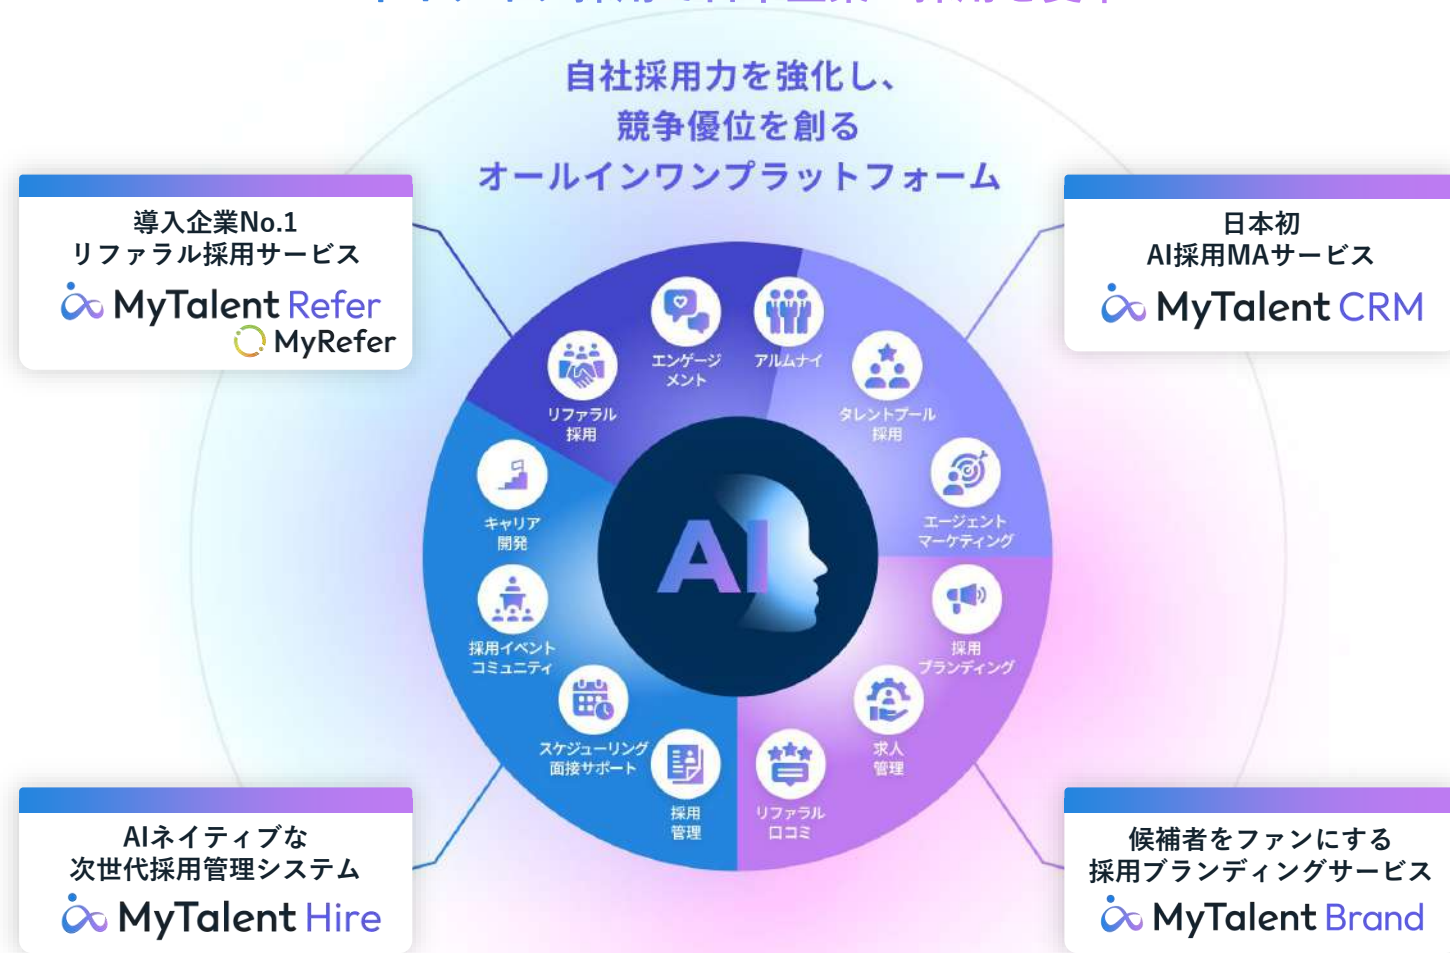 自社採用力を強化し、
競争優位を創る
オールインワンプラットフォーム
導入企業No.1
リファラル採用サービス
MyTalent Refer
MyRefer
日本初
AI採用MAサービス
MyTalent CRM
エンゲージ
メント
アルムナイ
リファラル
採用
タレントプール
採用
キャリア
開発
エージェント
マーケティング
AI
採用イベント
コミュニティ
採用
ブランディング
スケジューリング
面接サポート
求人
管理
採用
管理
リファラル
口コミ
AIネイティブな
次世代採用管理システム
MyTalent Hire
候補者をファンにする
採用ブランディングサービス
MyTalent Brand